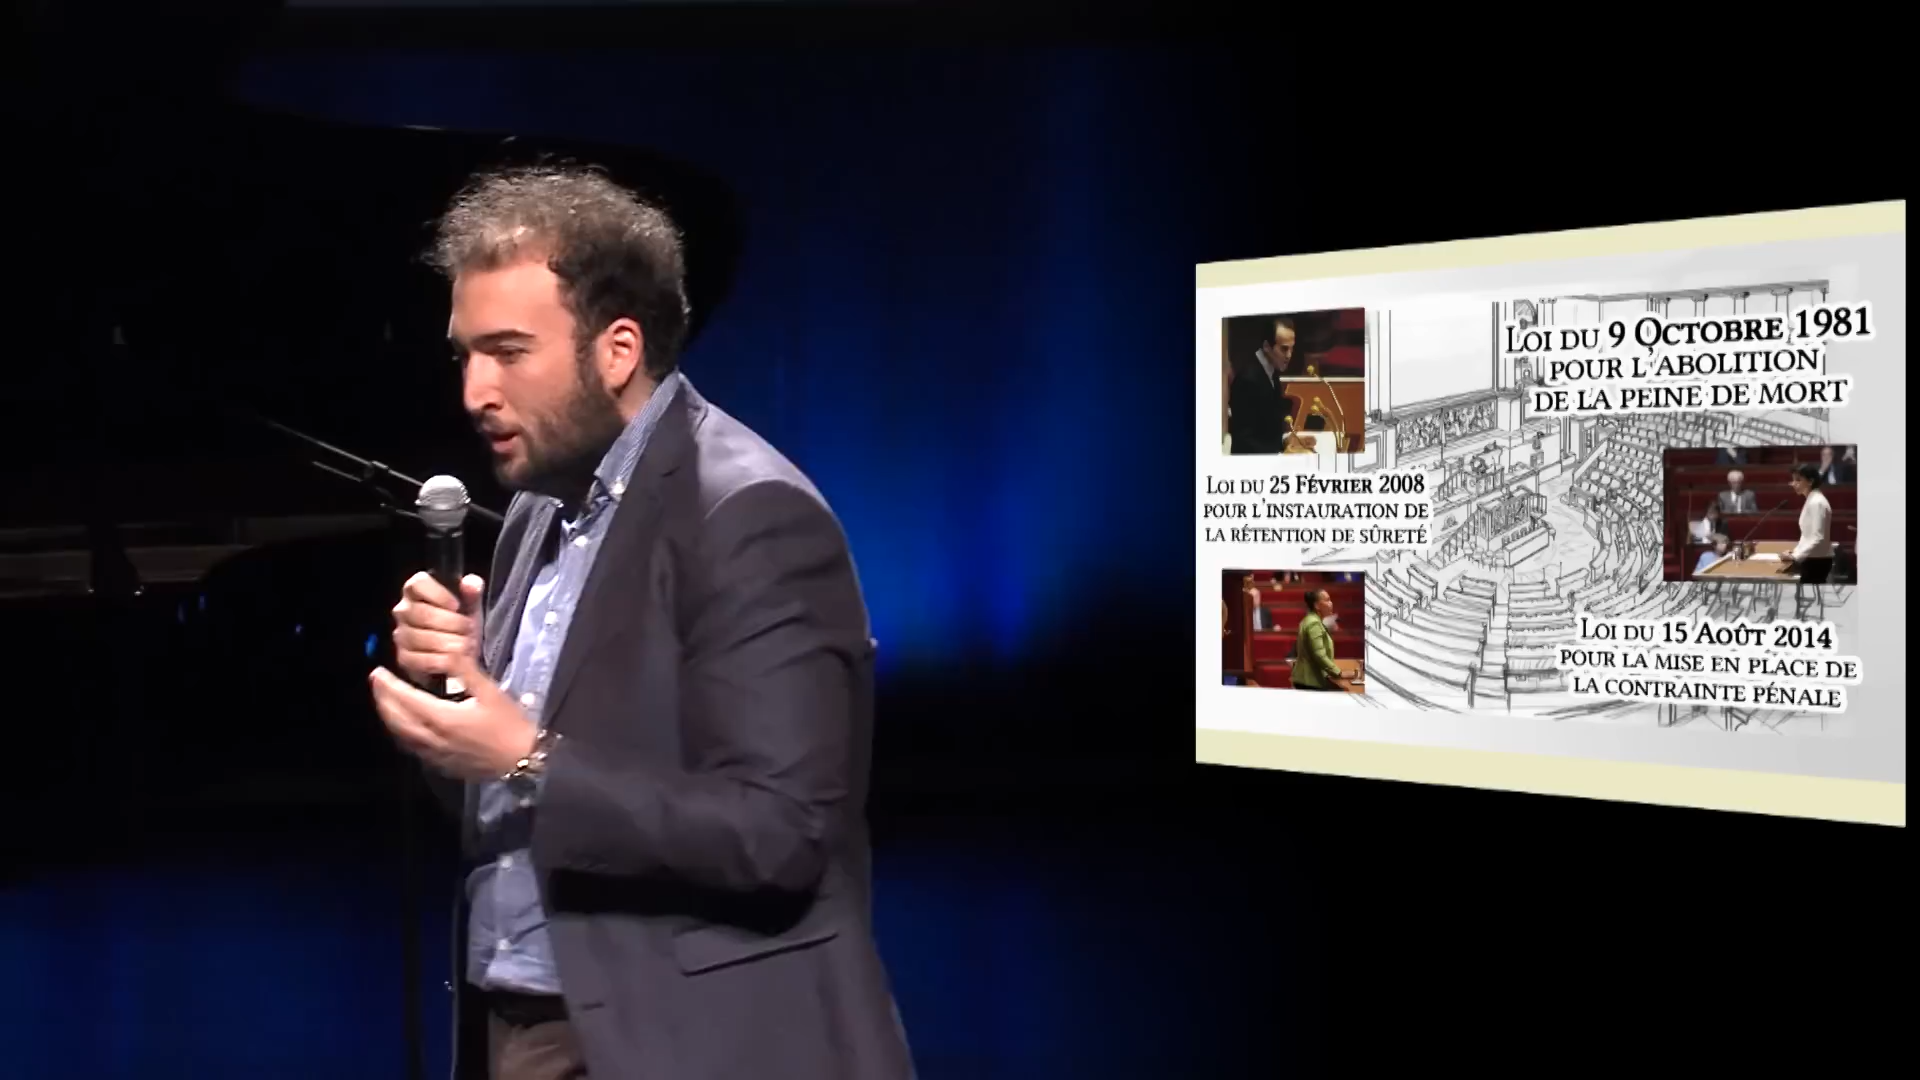 Loi du 9 Octobre 1981
pour l'abolition
de la peine de mort
Loi du 25 Février 2008
pour l'instauration de
la rétention de sûreté
Loi du 15 Août 2014
pour la mise en place de
la contrainte pénale